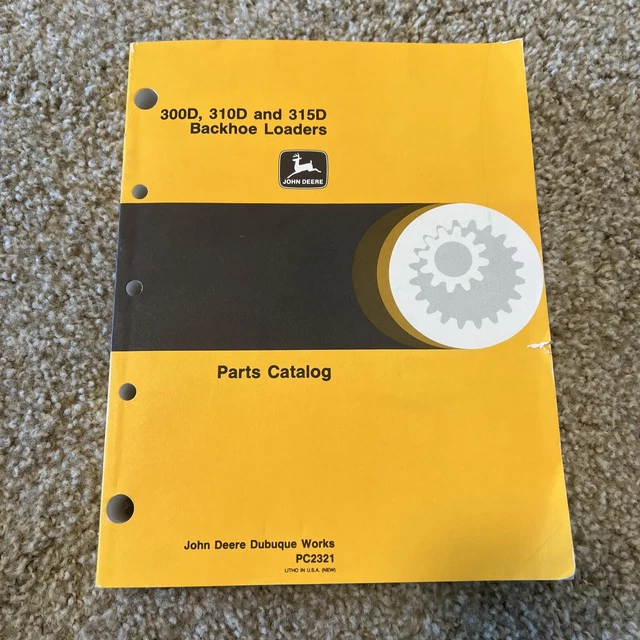 300D, 310D and 315D
Backhoe Loaders
JOHN DEERE
Parts Catalog
John Deere Dubuque Works
PC2321
LITHO IN U.S.A. (NEW)